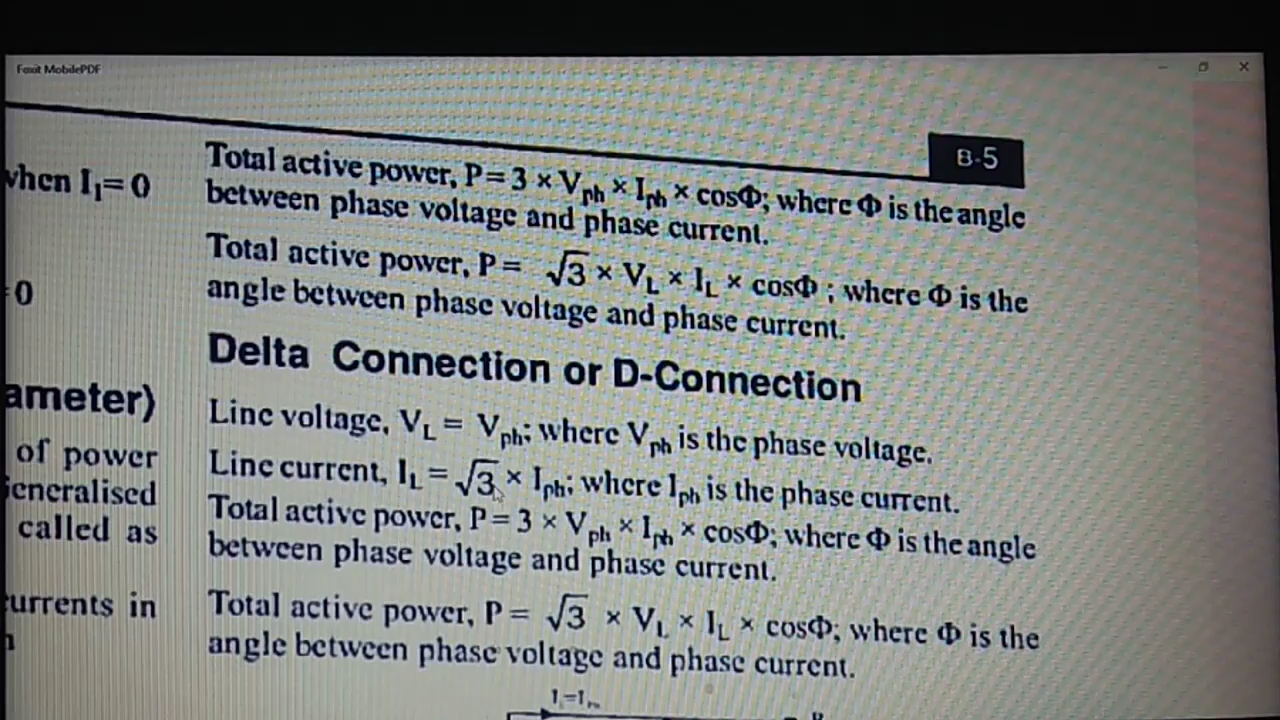 Foxit MobilePDF
B-5
when I₁= 0
=0
ameter)
of power
Generalised
called as
currents in
Total active power, P = 3 × Vph × Iph × cosΦ; where Φ is the angle
between phase voltage and phase current.
Total active power, P = √3 × VL × IL × cosΦ ; where Φ is the
angle between phase voltage and phase current.
Delta Connection or D-Connection
Line voltage, VL = Vph; where Vph is the phase voltage.
Line current, IL = √3 × Iph; where Iph is the phase current.
Total active power, P = 3 × Vph × Iph × cosΦ; where Φ is the angle
between phase voltage and phase current.
Total active power, P = √3 × VL × IL × cosΦ; where Φ is the
angle between phase voltage and phase current.